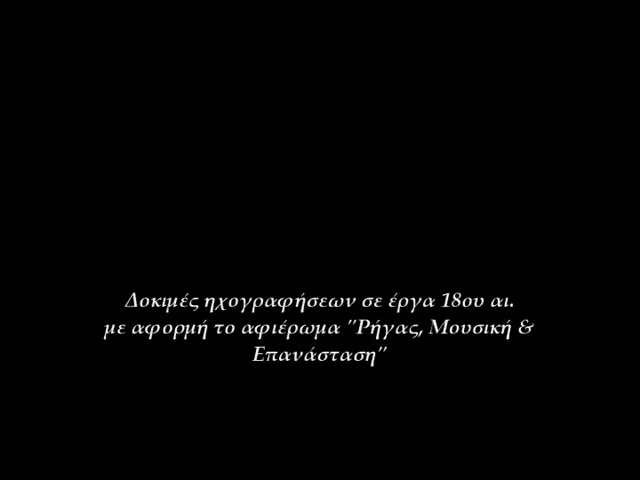 Δοκιμές ηχογραφήσεων σε έργα 18ου αι.
με αφορμή το αφιέρωμα "Ρήγας, Μουσική &
Επανάσταση"